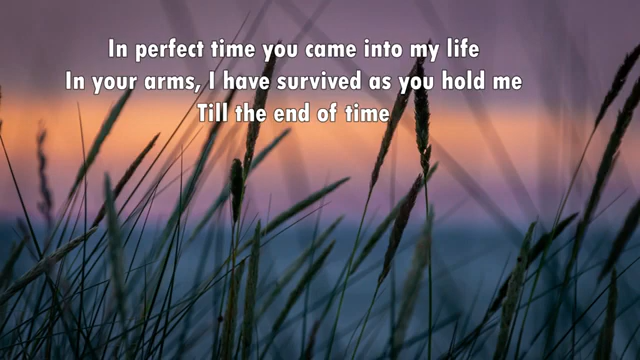 In perfect time you came into my life
In your arms, I have survived as you hold me
Till the end of time